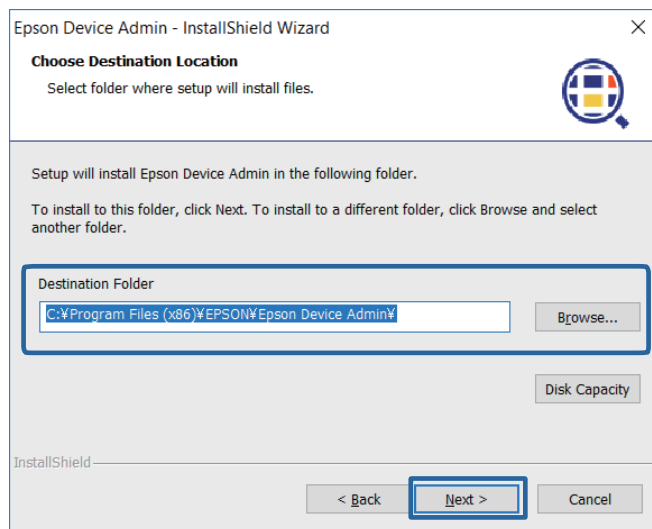 Epson Device Admin - InstallShield Wizard
Choose Destination Location
Select folder where setup will install files.
Setup will install Epson Device Admin in the following folder.
To install to this folder, click Next. To install to a different folder, click Browse and select
another folder.
Destination Folder
C:¥Program Files (x86)¥EPSON¥Epson Device Admin¥
Browse...
Disk Capacity
InstallShield
< Back
Next >
Cancel